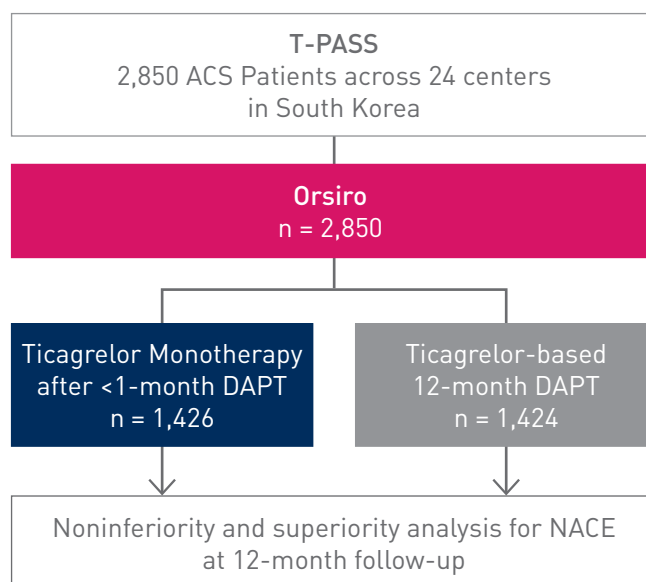 T-PASS
2,850 ACS Patients across 24 centers
in South Korea
Orsiro
n = 2,850
Ticagrelor Monotherapy
after <1-month DAPT
n = 1,426
Ticagrelor-based
12-month DAPT
n = 1,424
Noninferiority and superiority analysis for NACE
at 12-month follow-up